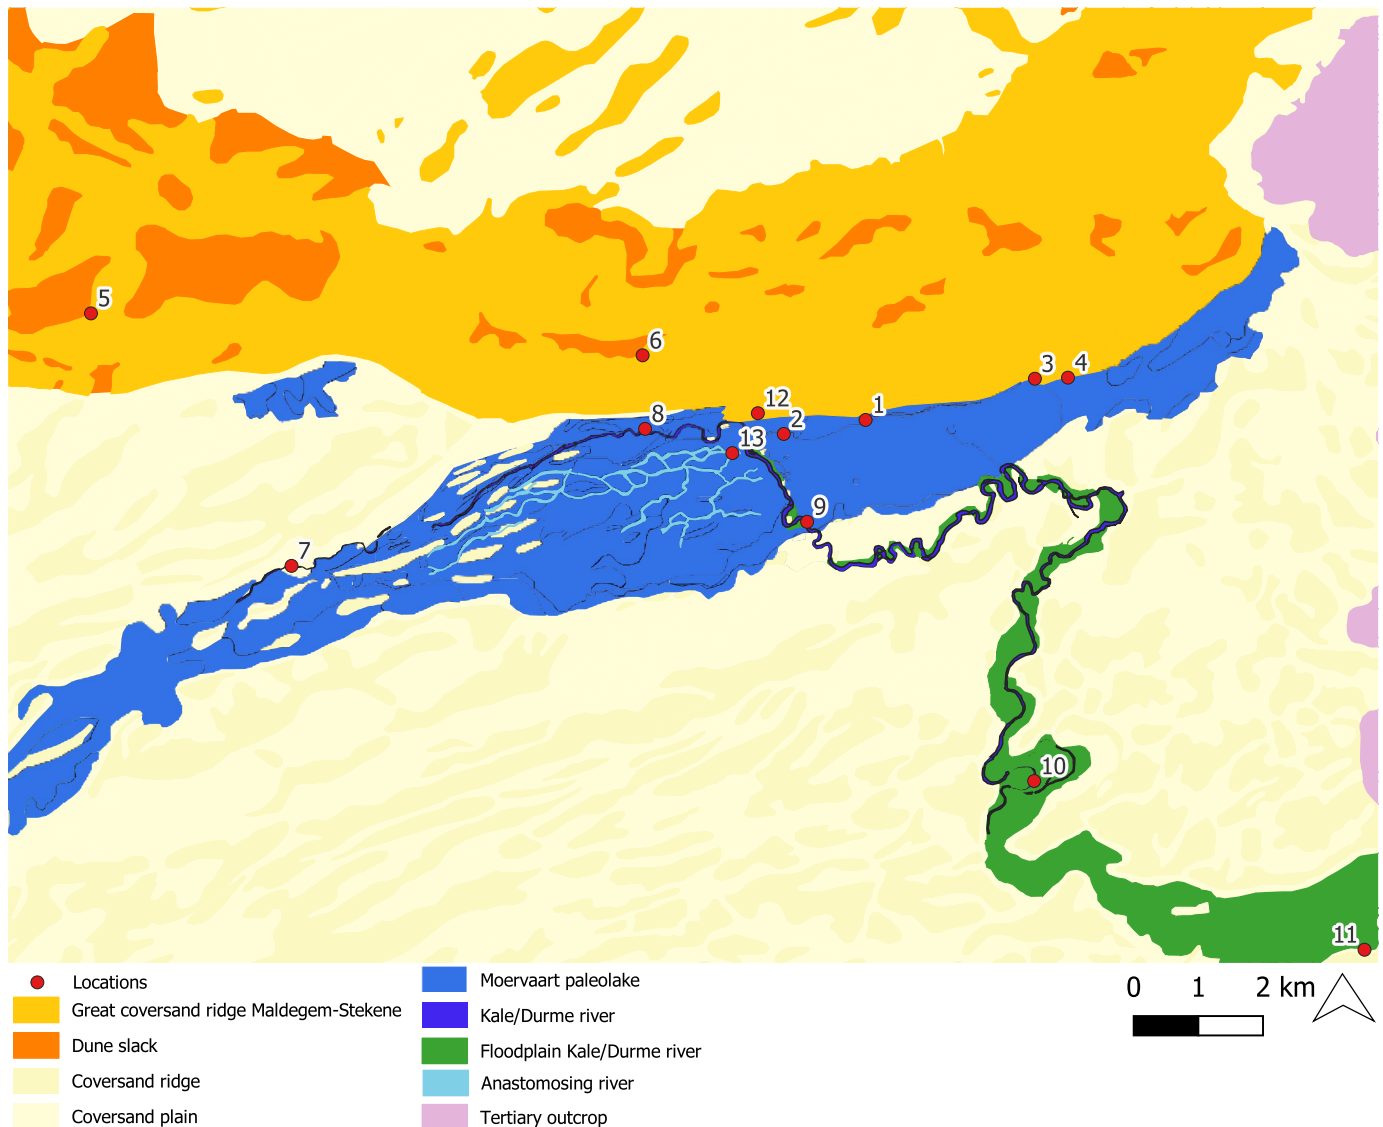 5
6
3
4
12
1
8
2
13
9
7
10
11
Locations
Great coversand ridge Maldegem-Stekene
Dune slack
Coversand ridge
Coversand plain
Moervaart paleolake
Kale/Durme river
Floodplain Kale/Durme river
Anastomosing river
Tertiary outcrop
0 1 2 km